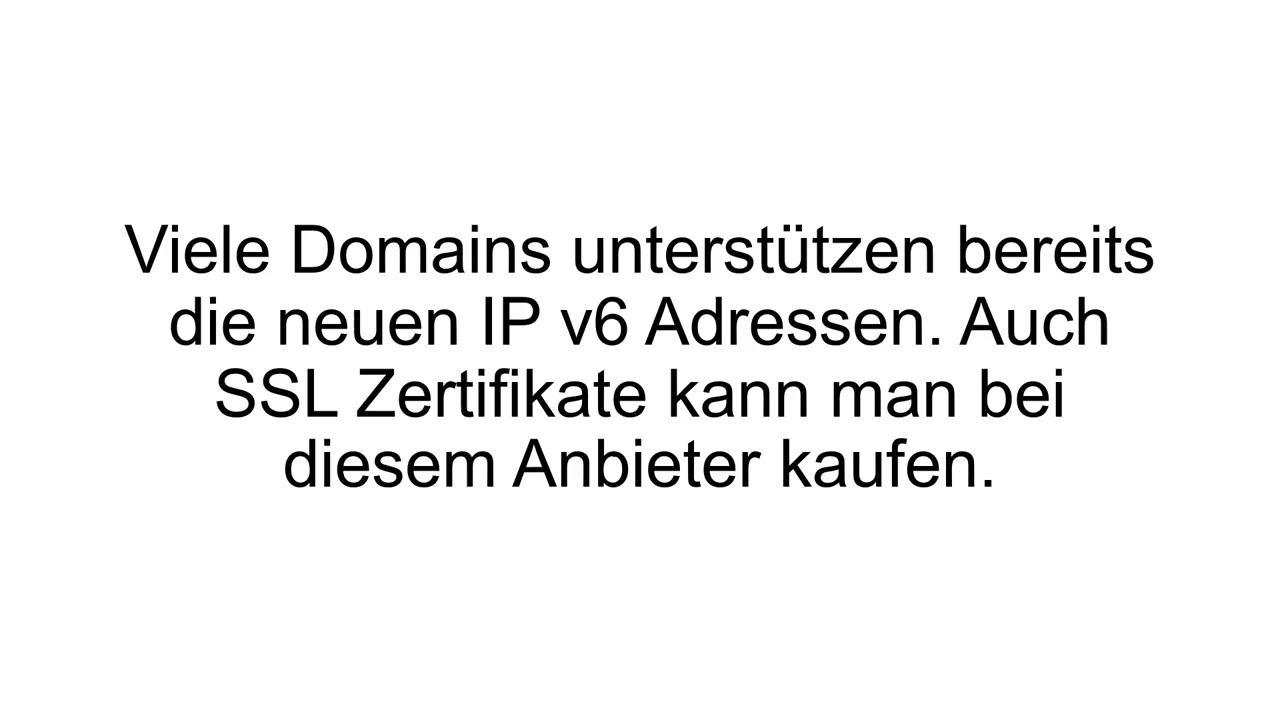 Viele Domains unterstützen bereits
die neuen IP v6 Adressen. Auch
SSL Zertifikate kann man bei
diesem Anbieter kaufen.